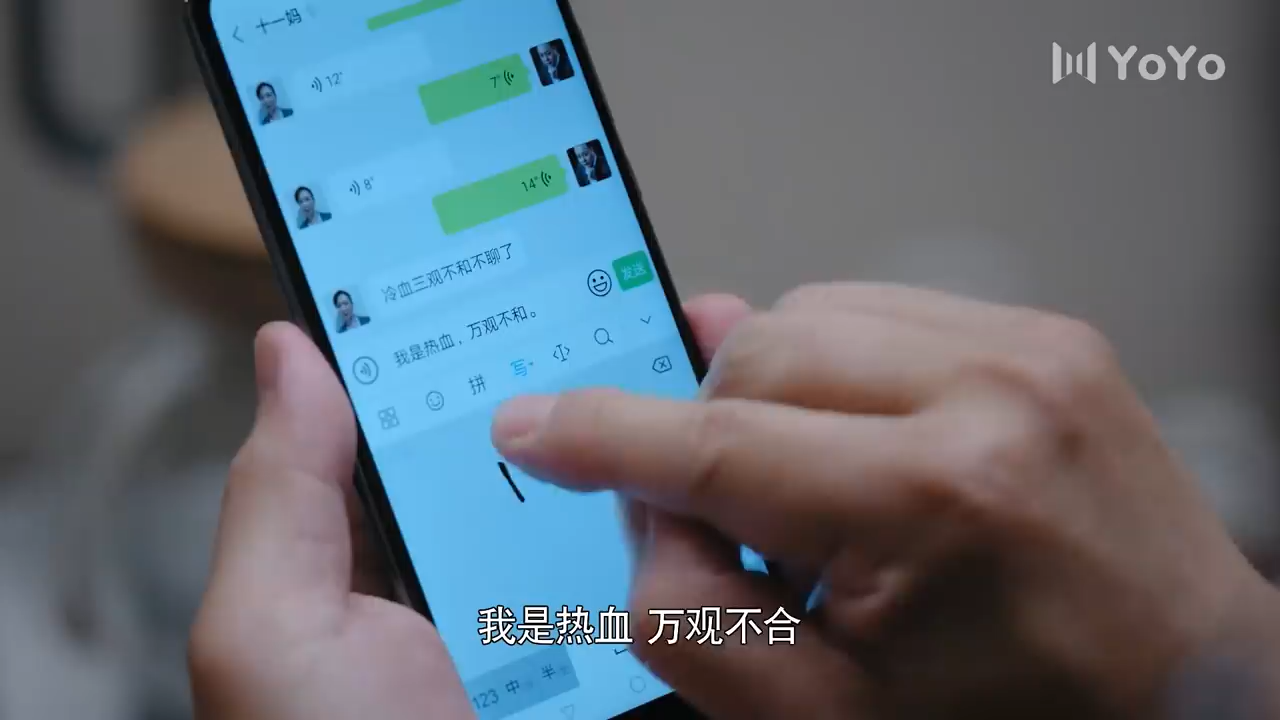 十一妈
YoYo
12"
7"
8"
14"
冷血三观不和不聊了
发送
我是热血，万观不和。
拼
写
123 中 半
我是热血 万观不合